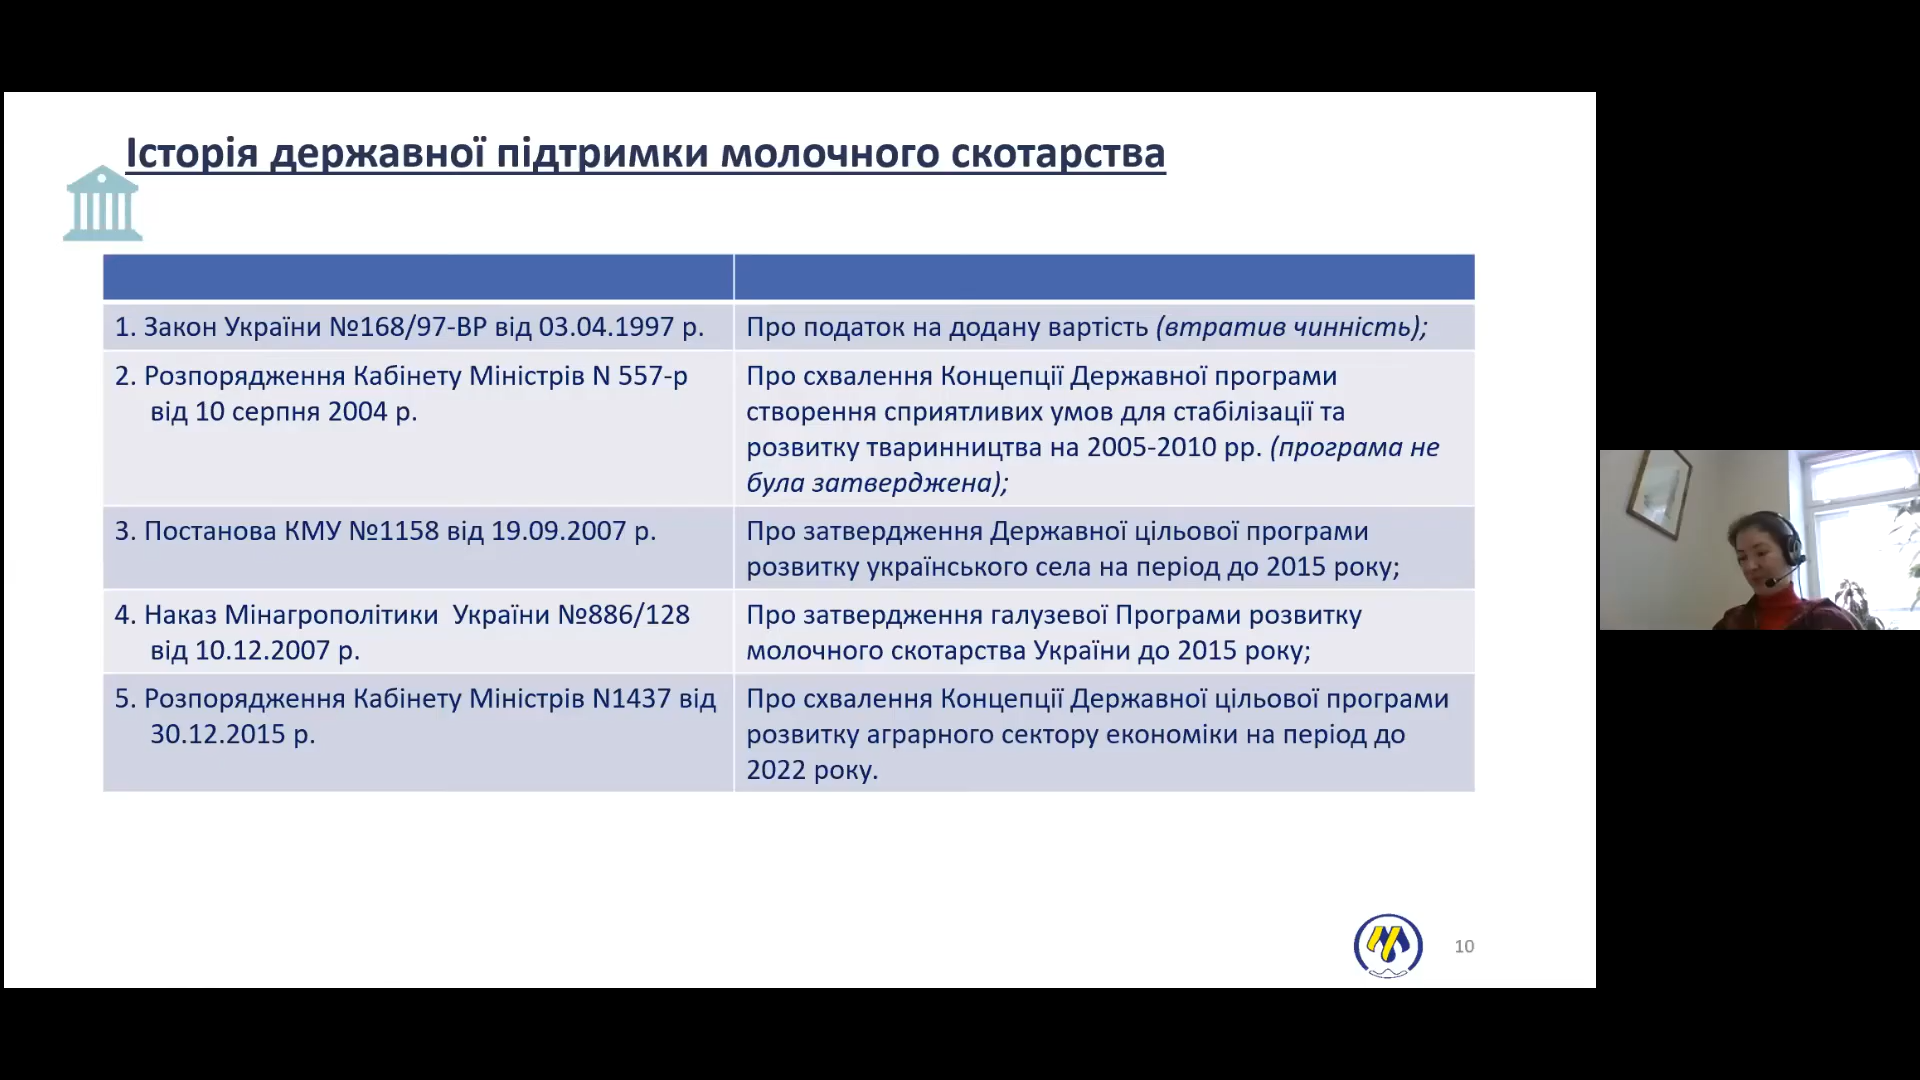 Історія державної підтримки молочного скотарства
1. Закон України №168/97-ВР від 03.04.1997 р.
Про податок на додану вартість (втратив чинність);
2. Розпорядження Кабінету Міністрів N 557-р
від 10 серпня 2004 р.
Про схвалення Концепції Державної програми
створення сприятливих умов для стабілізації та
розвитку тваринництва на 2005-2010 рр. (програма не
була затверджена);
3. Постанова КМУ №1158 від 19.09.2007 р.
Про затвердження Державної цільової програми
розвитку українського села на період до 2015 року;
4. Наказ Мінагрополітики  України №886/128
від 10.12.2007 р.
Про затвердження галузевої Програми розвитку
молочного скотарства України до 2015 року;
5. Розпорядження Кабінету Міністрів N1437 від
30.12.2015 р.
Про схвалення Концепції Державної цільової програми
розвитку аграрного сектору економіки на період до
2022 року.
10